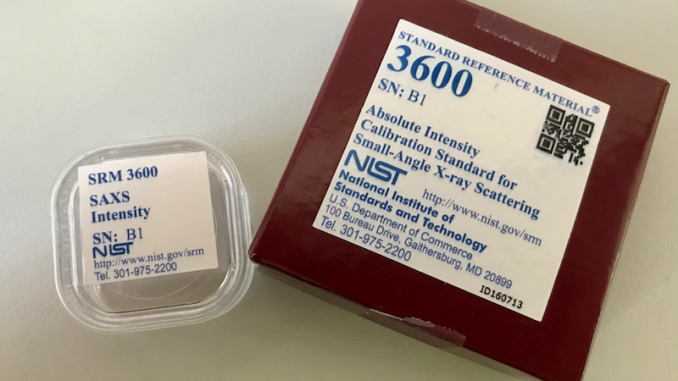 SRM 3600
SAXS
Intensity
SN: B1
NIST
http://www.nist.gov/srm
Tel. 301-975-2200
STANDARD REFERENCE MATERIAL®
3600
SN: B1
Absolute Intensity
Calibration Standard for
Small-Angle X-ray Scattering
NIST http://www.nist.gov/srm
National Institute of
Standards and Technology
U.S. Department of Commerce
100 Bureau Drive, Gaithersburg, MD 20899
Tel: 301-975-2200
ID160713